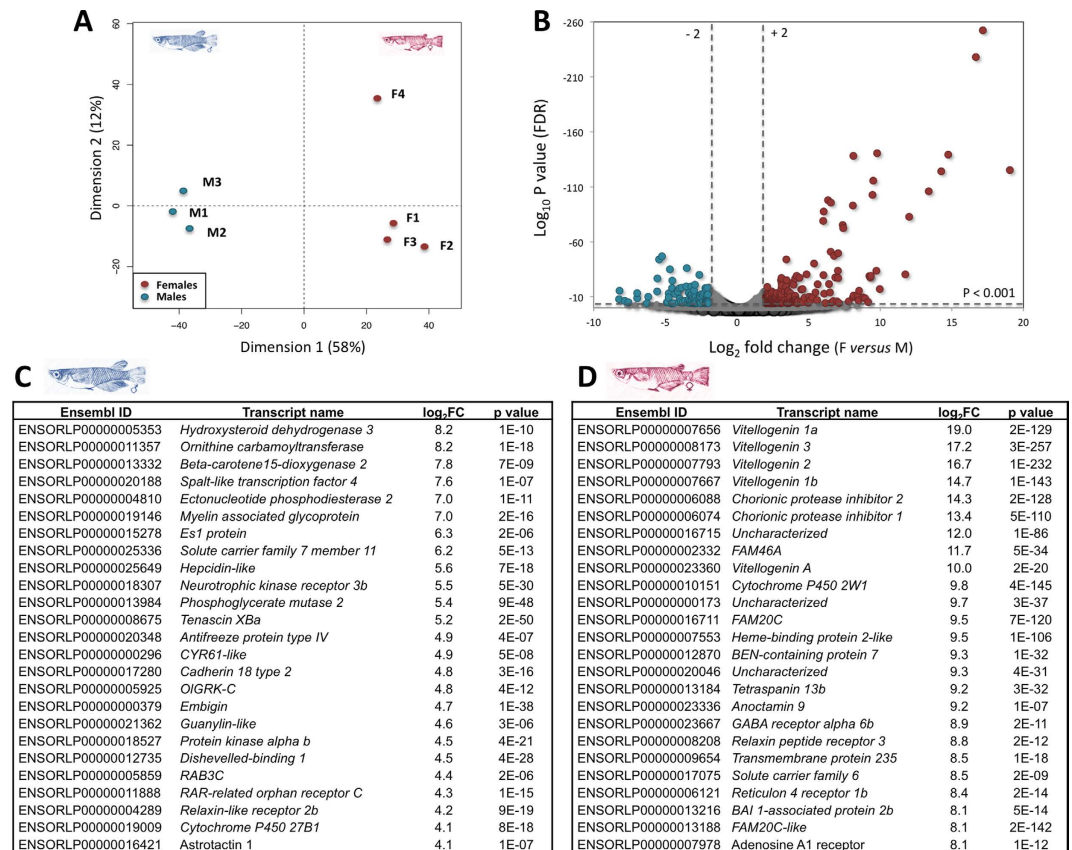 A
60
40
20
0
−20
Dimension 2 (12%)
F4
M3
M1
M2
F1
F3
F2
Females
Males
−40
−20
0
20
40
Dimension 1 (58%)
B
-260
-210
-160
-110
-60
-10
Log10 P value (FDR)
- 2
+ 2
P < 0.001
-10
-5
0
5
10
15
20
Log2 fold change (F versus M)
C
♂
Ensembl ID Transcript name log2FC p value
ENSORLP00000005353 Hydroxysteroid dehydrogenase 3 8.2 1E-10
ENSORLP00000011357 Ornithine carbamoyltransferase 8.2 1E-18
ENSORLP00000013332 Beta-carotene15-dioxygenase 2 7.8 7E-09
ENSORLP00000020188 Spalt-like transcription factor 4 7.6 1E-07
ENSORLP00000004810 Ectonucleotide phosphodiesterase 2 7.0 1E-11
ENSORLP00000019146 Myelin associated glycoprotein 7.0 2E-16
ENSORLP00000015278 Es1 protein 6.3 2E-06
ENSORLP00000025336 Solute carrier family 7 member 11 6.2 5E-13
ENSORLP00000025649 Hepcidin-like 5.6 7E-18
ENSORLP00000018307 Neurotrophic kinase receptor 3b 5.5 5E-30
ENSORLP00000013984 Phosphoglycerate mutase 2 5.4 9E-48
ENSORLP00000008675 Tenascin XBa 5.2 2E-50
ENSORLP00000020348 Antifreeze protein type IV 4.9 4E-07
ENSORLP00000000296 CYR61-like 4.9 5E-08
ENSORLP00000017280 Cadherin 18 type 2 4.8 3E-16
ENSORLP00000005925 OlGRK-C 4.8 4E-12
ENSORLP00000000379 Embigin 4.7 1E-38
ENSORLP00000021362 Guanylin-like 4.6 3E-06
ENSORLP00000018527 Protein kinase alpha b 4.5 4E-21
ENSORLP00000012735 Dishevelled-binding 1 4.5 4E-28
ENSORLP00000005859 RAB3C 4.4 2E-06
ENSORLP00000011888 RAR-related orphan receptor C 4.3 1E-15
ENSORLP00000004289 Relaxin-like receptor 2b 4.2 9E-19
ENSORLP00000019009 Cytochrome P450 27B1 4.1 8E-18
ENSORLP00000016421 Astrotactin 1 4.1 1E-07
D
♀
Ensembl ID Transcript name log2FC p value
ENSORLP00000007656 Vitellogenin 1a 19.0 2E-129
ENSORLP00000008173 Vitellogenin 3 17.2 3E-257
ENSORLP00000007793 Vitellogenin 2 16.7 1E-232
ENSORLP00000007667 Vitellogenin 1b 14.7 1E-143
ENSORLP00000006088 Chorionic protease inhibitor 2 14.3 2E-128
ENSORLP00000006074 Chorionic protease inhibitor 1 13.4 5E-110
ENSORLP00000016715 Uncharacterized 12.0 1E-86
ENSORLP00000002332 FAM46A 11.7 5E-34
ENSORLP00000023360 Vitellogenin A 10.0 2E-20
ENSORLP00000010151 Cytochrome P450 2W1 9.8 4E-145
ENSORLP00000000173 Uncharacterized 9.7 3E-37
ENSORLP00000016711 FAM20C 9.5 7E-120
ENSORLP00000007553 Heme-binding protein 2-like 9.5 1E-106
ENSORLP00000012870 BEN-containing protein 7 9.3 1E-32
ENSORLP00000020046 Uncharacterized 9.3 4E-31
ENSORLP00000013184 Tetraspanin 13b 9.2 3E-32
ENSORLP00000023336 Anoctamin 9 9.2 1E-07
ENSORLP00000023667 GABA receptor alpha 6b 8.9 2E-11
ENSORLP00000008208 Relaxin peptide receptor 3 8.8 2E-12
ENSORLP00000009654 Transmembrane protein 235 8.5 1E-18
ENSORLP00000017075 Solute carrier family 6 8.5 2E-09
ENSORLP00000006121 Reticulon 4 receptor 1b 8.4 2E-14
ENSORLP00000013216 BAI 1-associated protein 2b 8.1 5E-14
ENSORLP00000013188 FAM20C-like 8.1 2E-142
ENSORLP00000007978 Adenosine A1 receptor 8.1 1E-12